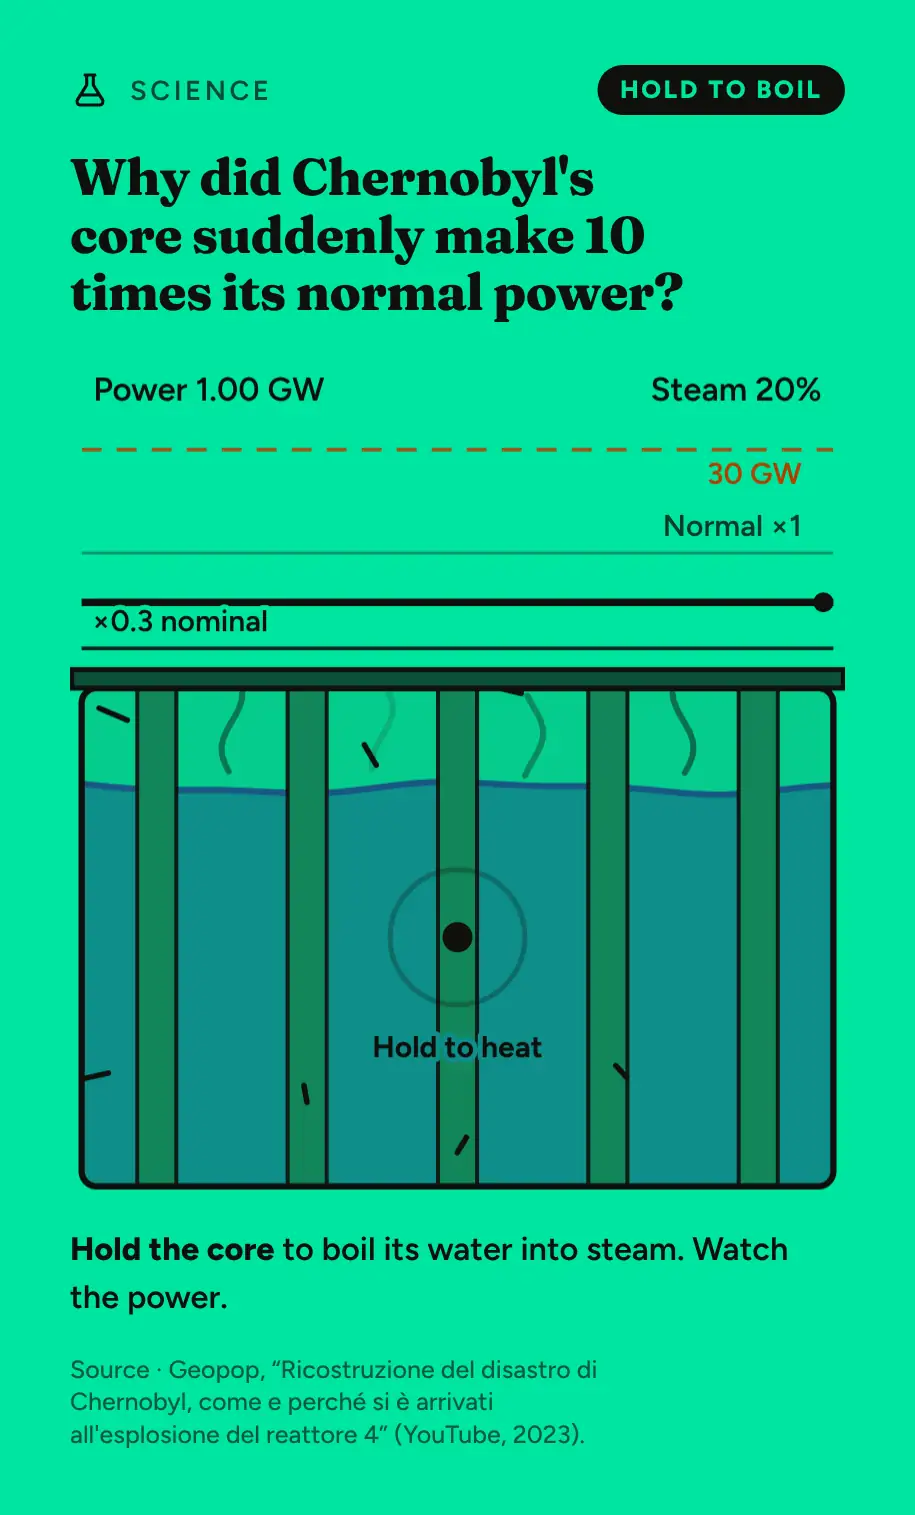 SCIENCE
HOLD TO BOIL
Why did Chernobyl's
core suddenly make 10
times its normal power?
Power 1.00 GW
Steam 20%
30 GW
Normal ×1
×0.3 nominal
Hold to heat
Hold the core to boil its water into steam. Watch
the power.
Source · Geopop, “Ricostruzione del disastro di
Chernobyl, come e perché si è arrivati
all'esplosione del reattore 4” (YouTube, 2023).